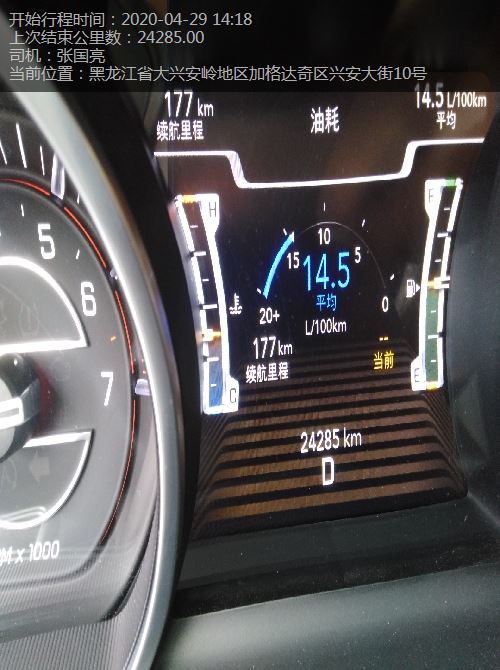 开始行程时间：2020-04-29 14:18
上次结束公里数：24285.00
司机：张国亮
当前位置：黑龙江省大兴安岭地区加格达奇区兴安大街10号
177 km
续航里程
油耗
14.5 L/100km
平均
H
F
5
6
7
10
15
5
14.5
平均
20+
0
L/100km
177 km
续航里程
--
当前
C
E
24285 km
D
x 1000